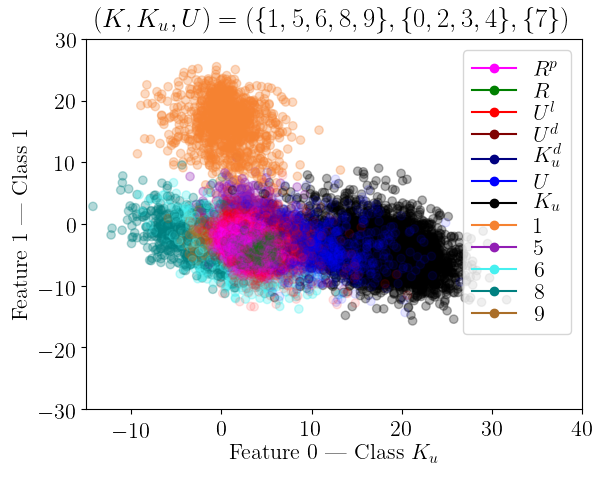 (K, K_u, U) = ({1, 5, 6, 8, 9}, {0, 2, 3, 4}, {7})
30
20
10
0
−10
−20
−30
Feature 1 — Class 1
−10 0 10 20 30 40
Feature 0 — Class K_u
R^p
R
U^l
U^d
K_u^d
U
K_u
1
5
6
8
9